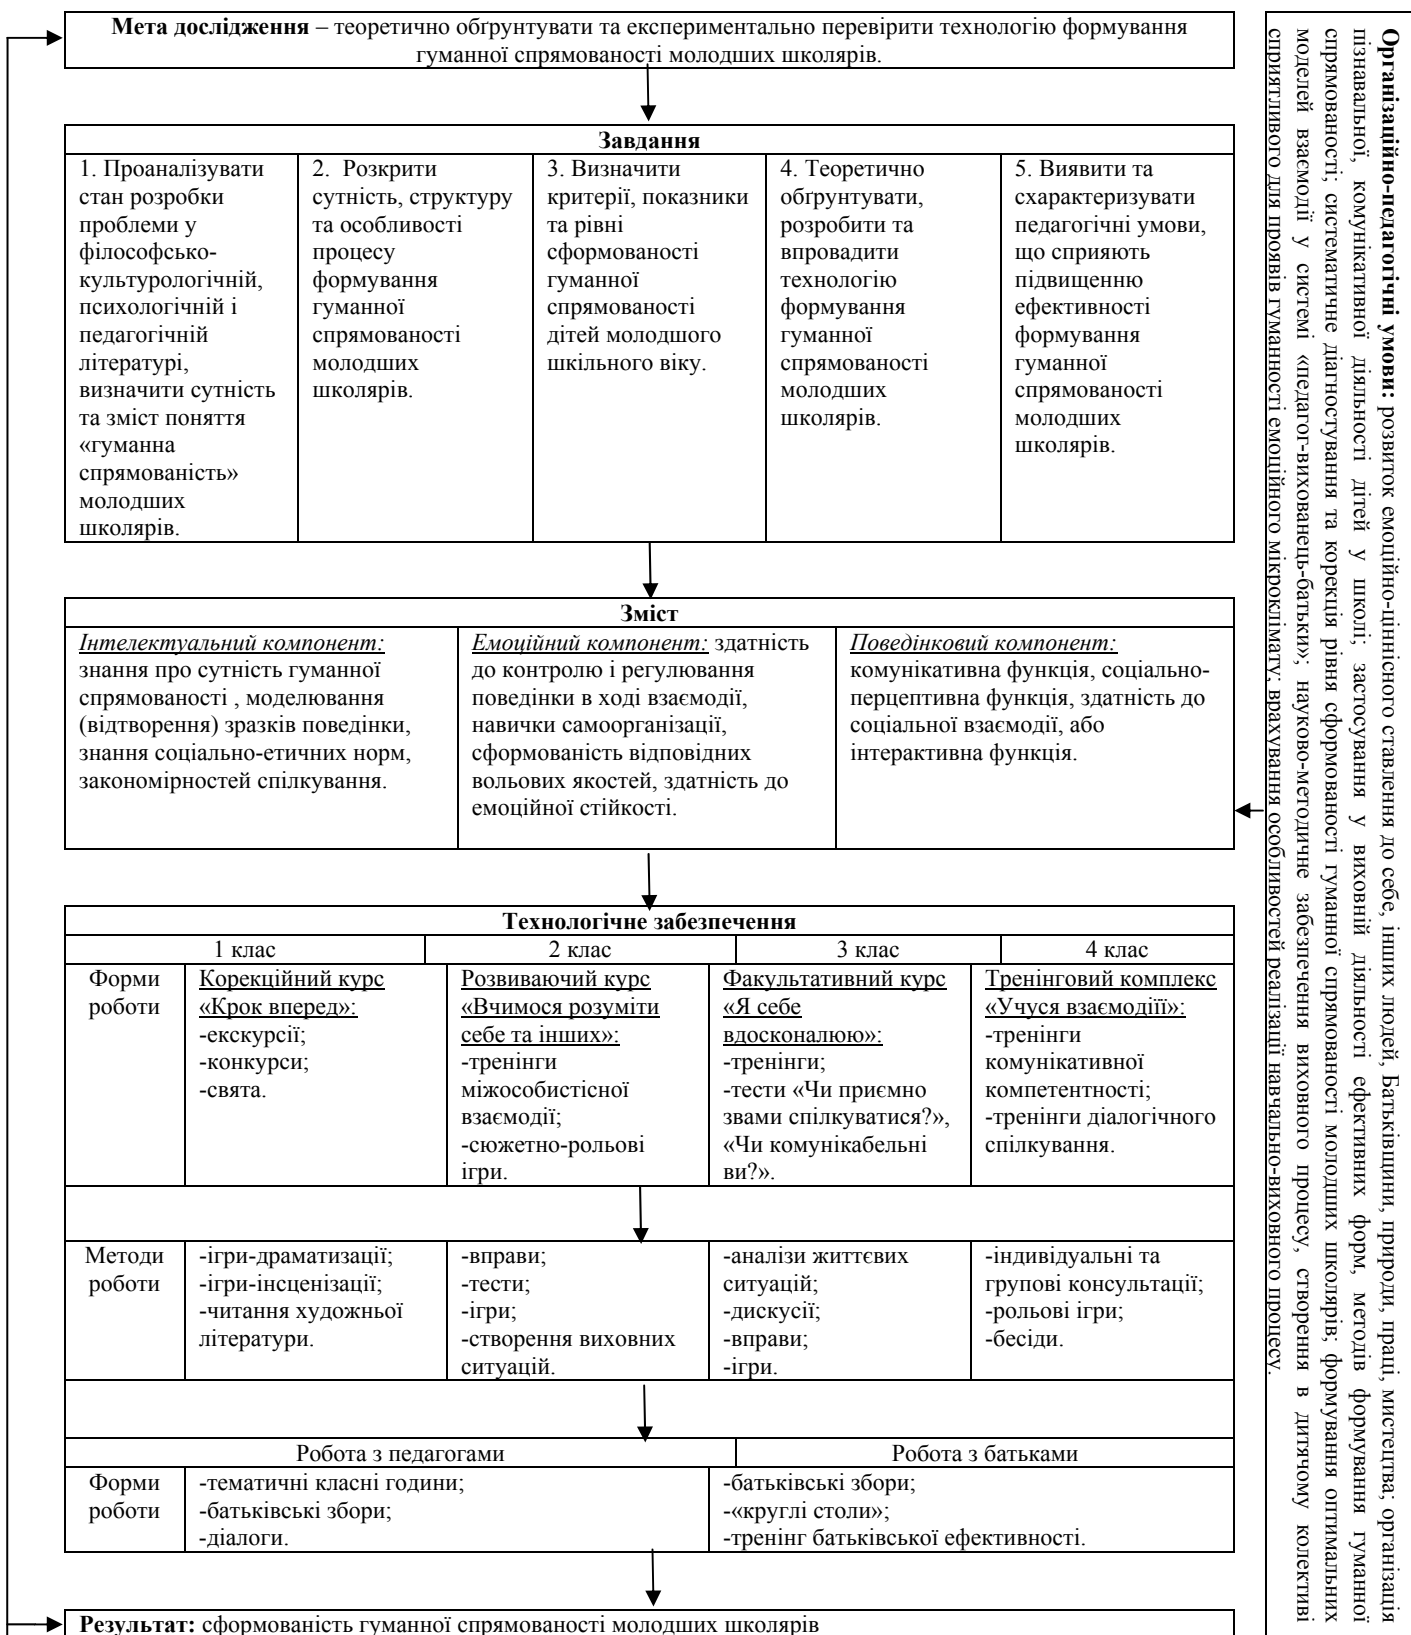 Мета дослідження – теоретично обґрунтувати та експериментально перевірити технологію формування
гуманної спрямованості молодших школярів.
Завдання
1. Проаналізувати
стан розробки
проблеми у
філософсько-
культурологічній,
психологічній і
педагогічній
літературі,
визначити сутність
та зміст поняття
«гуманна
спрямованість»
молодших
школярів.
2. Розкрити
сутність, структуру
та особливості
процесу
формування
гуманної
спрямованості
молодших
школярів.
3. Визначити
критерії, показники
та рівні
сформованості
гуманної
спрямованості
дітей молодшого
шкільного віку.
4. Теоретично
обґрунтувати,
розробити та
впровадити
технологію
формування
гуманної
спрямованості
молодших
школярів.
5. Виявити та
схарактеризувати
педагогічні умови,
що сприяють
підвищенню
ефективності
формування
гуманної
спрямованості
молодших
школярів.
Зміст
Інтелектуальний компонент:
знання про сутність гуманної
спрямованості , моделювання
(відтворення) зразків поведінки,
знання соціально-етичних норм,
закономірностей спілкування.
Емоційний компонент: здатність
до контролю і регулювання
поведінки в ході взаємодії,
навички самоорганізації,
сформованість відповідних
вольових якостей, здатність до
емоційної стійкості.
Поведінковий компонент:
комунікативна функція, соціально-
перцептивна функція, здатність до
соціальної взаємодії, або
інтерактивна функція.
Технологічне забезпечення
1 клас
2 клас
3 клас
4 клас
Форми
роботи
Корекційний курс
«Крок вперед»:
-екскурсії;
-конкурси;
-свята.
Розвиваючий курс
«Вчимося розуміти
себе та інших»:
-тренінги
міжособистісної
взаємодії;
-сюжетно-рольові
ігри.
Факультативний курс
«Я себе
вдосконалюю»:
-тренінги;
-тести «Чи приємно
звами спілкуватися?»,
«Чи комунікабельні
ви?».
Тренінговий комплекс
«Учуся взаємодіїї»:
-тренінги
комунікативної
компетентності;
-тренінги діалогічного
спілкування.
Методи
роботи
-ігри-драматизації;
-ігри-інсценізації;
-читання художньої
літератури.
-вправи;
-тести;
-ігри;
-створення виховних
ситуацій.
-аналізи життєвих
ситуацій;
-дискусії;
-вправи;
-ігри.
-індивідуальні та
групові консультації;
-рольові ігри;
-бесіди.
Робота з педагогами
Робота з батьками
Форми
роботи
-тематичні класні години;
-батьківські збори;
-діалоги.
-батьківські збори;
-«круглі столи»;
-тренінг батьківської ефективності.
Результат: сформованість гуманної спрямованості молодших школярів
Організаційно-педагогічні умови: розвиток емоційно-ціннісного ставлення до себе, інших людей, Батьківщини, природи, праці, мистецтва; організація
пізнавальної, комунікативної діяльності дітей у школі; застосування у виховній діяльності ефективних форм, методів формування гуманної
спрямованості; систематичне діагностування та корекція рівня сформованості гуманної спрямованості молодших школярів; формування оптимальних
моделей взаємодії у системі «педагог-вихованець-батьки»; науково-методичне забезпечення виховного процесу, створення в дитячому колективі
сприятливого для проявів гуманності емоційного мікроклімату; врахування особливостей реалізації навчально-виховного процесу.